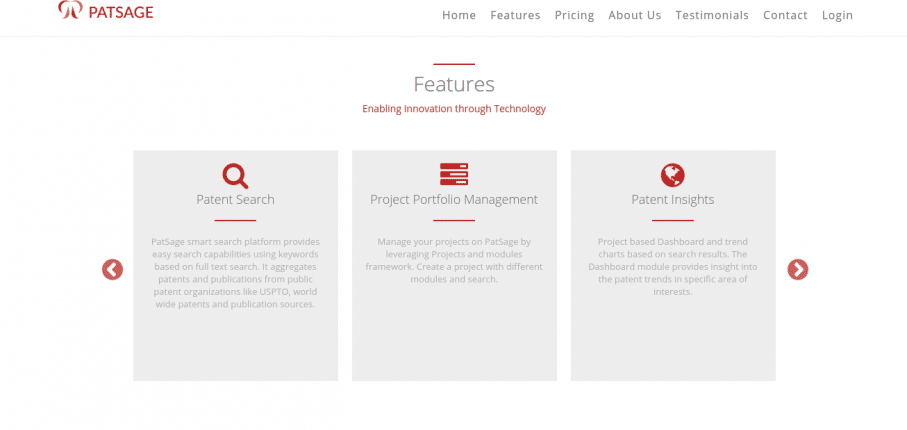 PATSAGE
Home Features Pricing About Us Testimonials Contact Login
Features
Enabling Innovation through Technology
Patent Search
PatSage smart search platform provides
easy search capabilities using keywords
based on full text search. It aggregates
patents and publications from public
patent organizations like USPTO, world
wide patents and publication sources.
Project Portfolio Management
Manage your projects on PatSage by
leveraging Projects and modules
framework. Create a project with different
modules and search.
Patent Insights
Project based Dashboard and trend
charts based on search results. The
Dashboard module provides insight into
the patent trends in specific area of
interests.